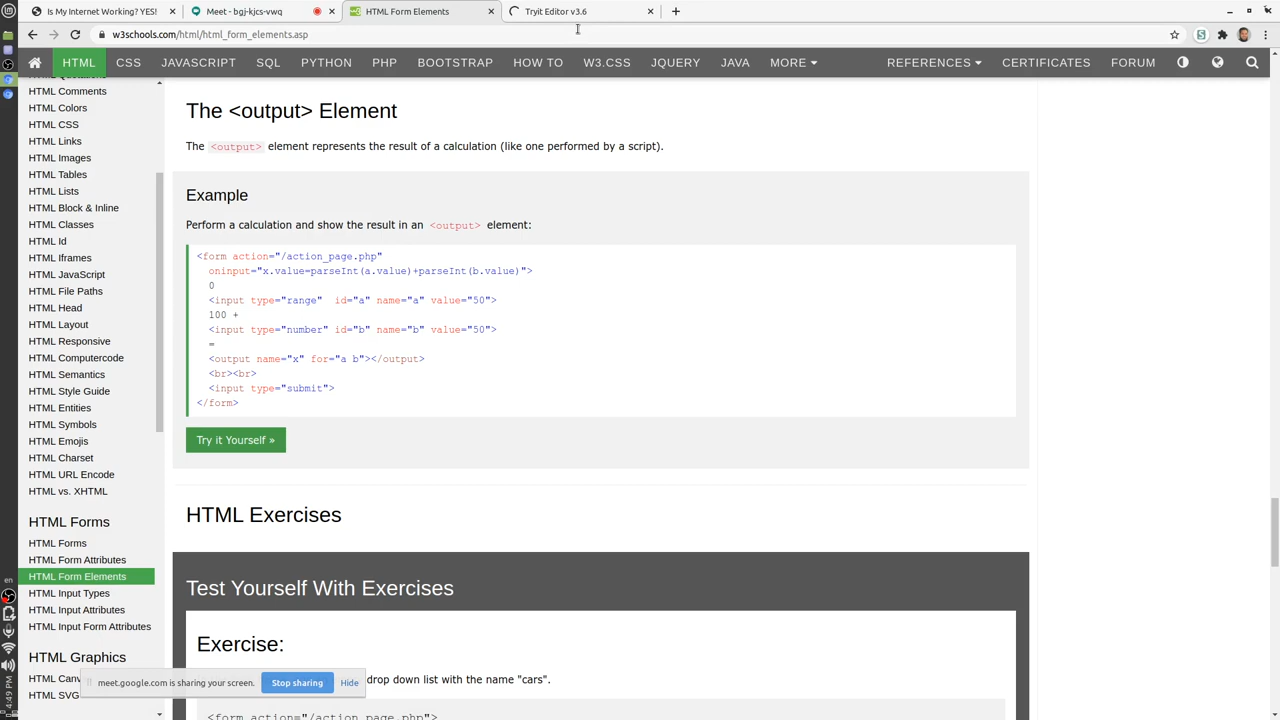 Is My Internet Working? YES!
Meet - bgj-kjcs-vwq
HTML Form Elements
Tryit Editor v3.6
w3schools.com/html/html_form_elements.asp
HTML CSS JAVASCRIPT SQL PYTHON PHP BOOTSTRAP HOW TO W3.CSS JQUERY JAVA MORE REFERENCES CERTIFICATES FORUM
HTML Comments
HTML Colors
HTML CSS
HTML Links
HTML Images
HTML Tables
HTML Lists
HTML Block & Inline
HTML Classes
HTML Id
HTML Iframes
HTML JavaScript
HTML File Paths
HTML Head
HTML Layout
HTML Responsive
HTML Computercode
HTML Semantics
HTML Style Guide
HTML Entities
HTML Symbols
HTML Emojis
HTML Charset
HTML URL Encode
HTML vs. XHTML
HTML Forms
HTML Forms
HTML Form Attributes
HTML Form Elements
HTML Input Types
HTML Input Attributes
HTML Input Form Attributes
HTML Graphics
HTML SVG
The <output> Element
The <output> element represents the result of a calculation (like one performed by a script).
Example
Perform a calculation and show the result in an <output> element:
<form action="/action_page.php"
oninput="x.value=parseInt(a.value)+parseInt(b.value)">
0
<input type="range"  id="a" name="a" value="50">
100 +
<input type="number" id="b" name="b" value="50">
=
<output name="x" for="a b"></output>
<br><br>
<input type="submit">
</form>
Try it Yourself »
HTML Exercises
Test Yourself With Exercises
Exercise:
drop down list with the name "cars".
<form action="/action_page.php">
meet.google.com is sharing your screen. Stop sharing Hide
en
4:49 PM